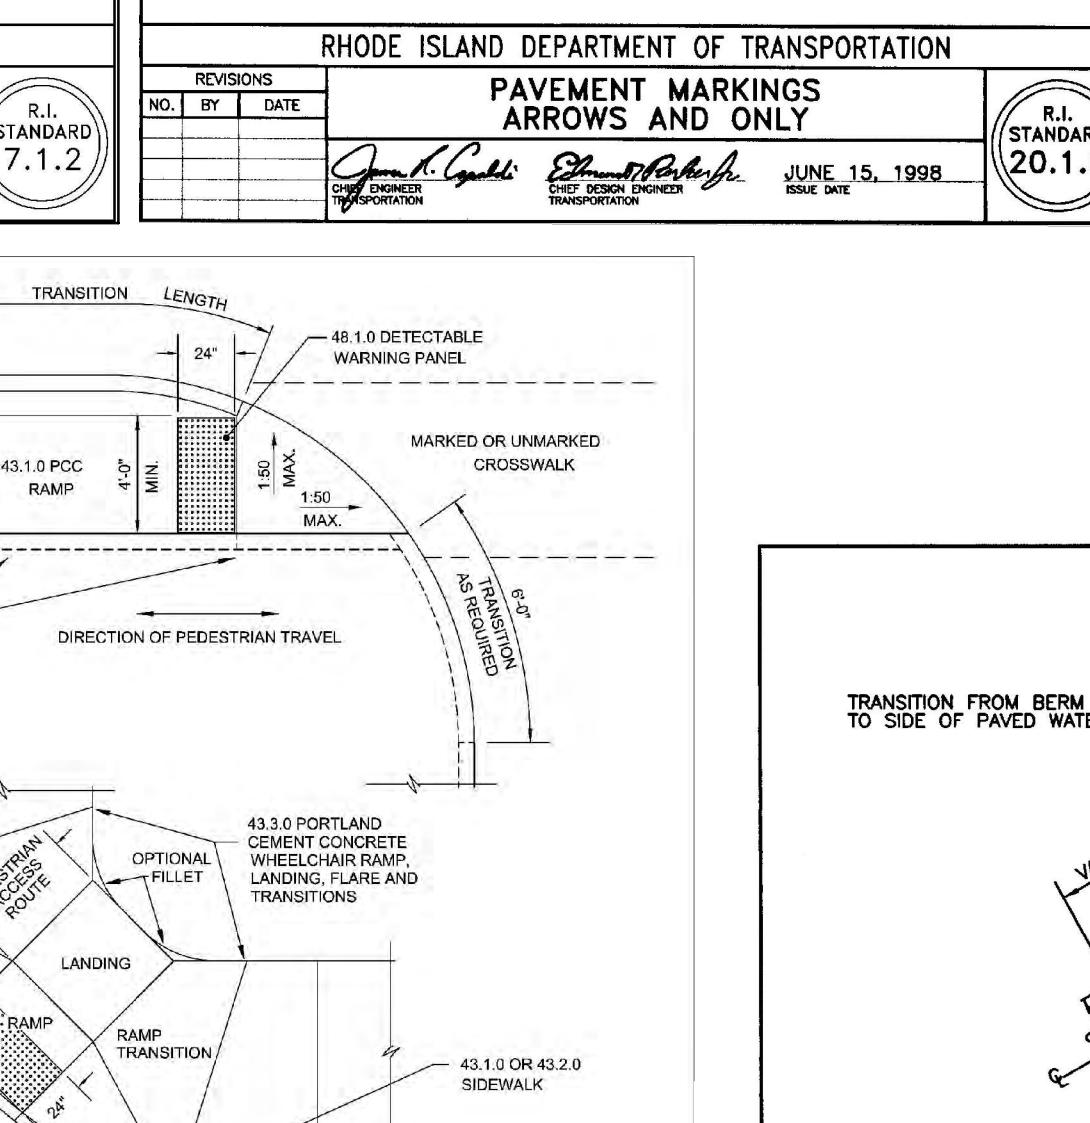 RHODE ISLAND DEPARTMENT OF TRANSPORTATION
REVISIONS
NO. BY DATE
PAVEMENT MARKINGS
ARROWS AND ONLY
CHIEF ENGINEER
TRANSPORTATION
CHIEF DESIGN ENGINEER
TRANSPORTATION
JUNE 15, 1998
ISSUE DATE
R.I.
STANDARD
7.1.2
R.I.
STANDAR
20.1.
TRANSITION LENGTH
24"
48.1.0 DETECTABLE
WARNING PANEL
43.1.0 PCC
RAMP
4'-0"
MIN.
1:50
MAX.
1:50
MAX.
MARKED OR UNMARKED
CROSSWALK
6'-0"
TRANSITION
AS REQUIRED
DIRECTION OF PEDESTRIAN TRAVEL
TRANSITION FROM BERM
TO SIDE OF PAVED WATE
43.3.0 PORTLAND
CEMENT CONCRETE
WHEELCHAIR RAMP,
LANDING, FLARE AND
TRANSITIONS
OPTIONAL
FILLET
STRIAN
CCESS
ROUTE
LANDING
RAMP
RAMP
TRANSITION
24"
43.1.0 OR 43.2.0
SIDEWALK